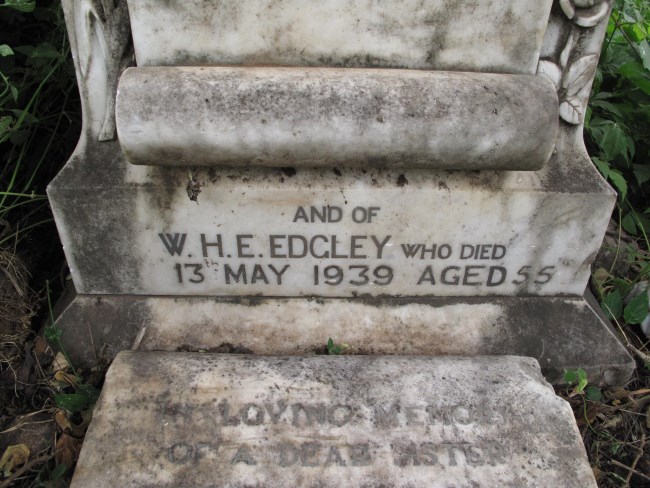 AND OF
W. H. E. EDGLEY WHO DIED
13TH MAY 1939 AGED 55
IN LOVING MEMORY
OF A DEAR SISTER